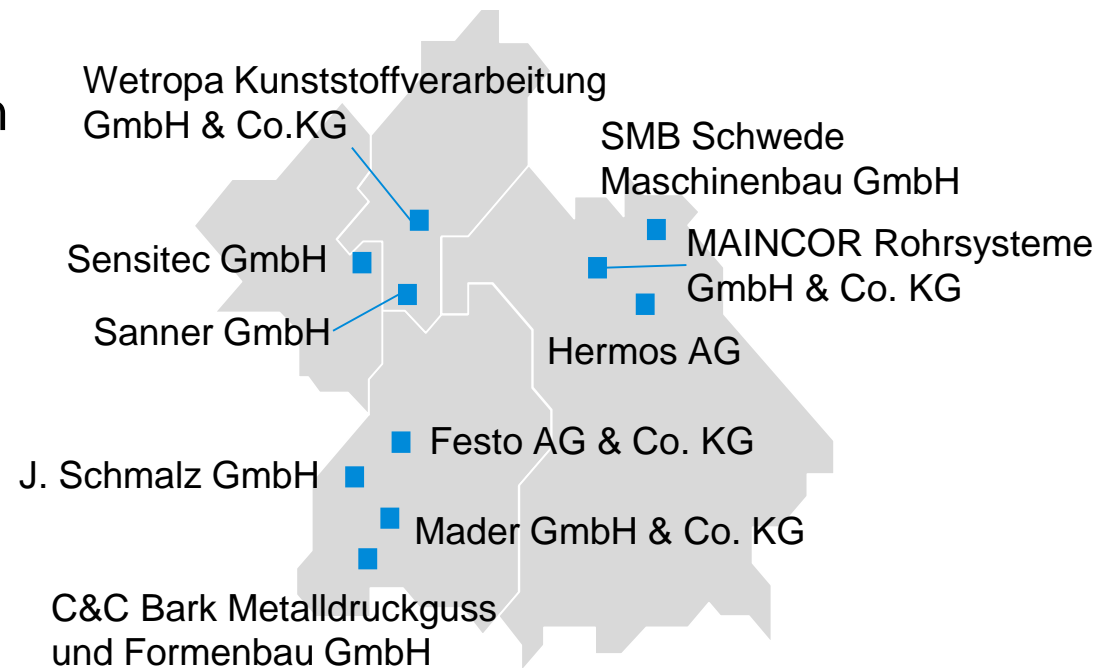 Wetropa Kunststoffverarbeitung
GmbH & Co.KG
n
SMB Schwede
Maschinenbau GmbH
Sensitec GmbH
MAINCOR Rohrsysteme
GmbH & Co. KG
Sanner GmbH
Hermos AG
Festo AG & Co. KG
J. Schmalz GmbH
Mader GmbH & Co. KG
C&C Bark Metalldruckguss
und Formenbau GmbH